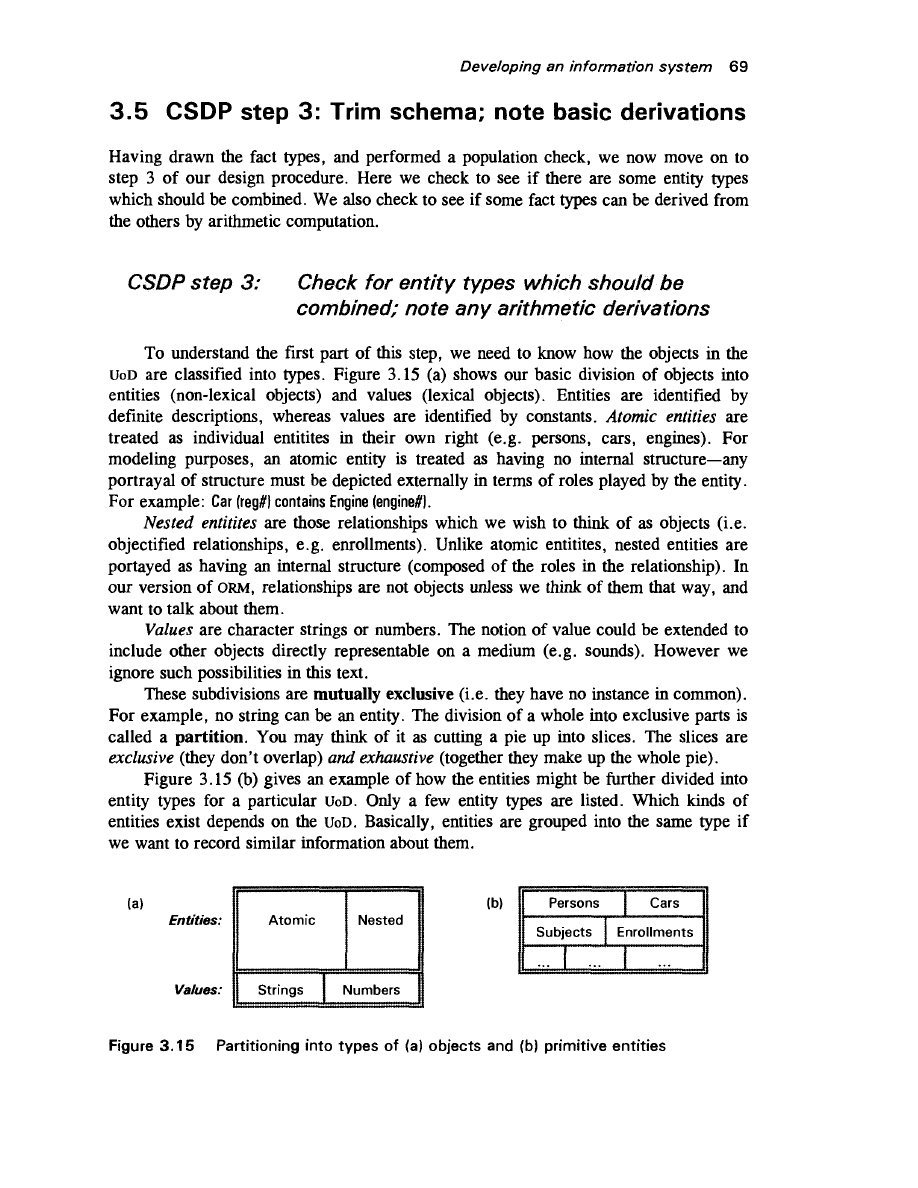 Developing an information system 69
3.5 CSDP step 3: Trim schema; note basic derivations
Having drawn the fact types, and performed a population check, we now move on to
step 3 of our design procedure. Here we check to see if there are some entity types
which should be combined. We also check to see if some fact types can be derived from
the others by arithmetic computation.
CSDP step 3: Check for entity types which should be
combined; note any arithmetic derivations
To understand the first part of this step, we need to know how the objects in the
UoD are classified into types. Figure 3.15 (a) shows our basic division of objects into
entities (non-lexical objects) and values (lexical objects). Entities are identified by
definite descriptions, whereas values are identified by constants. Atomic entities are
treated as individual entitites in their own right (e.g. persons, cars, engines). For
modeling purposes, an atomic entity is treated as having no internal structure—any
portrayal of structure must be depicted externally in terms of roles played by the entity.
For example: Car (reg#) contains Engine (engine#).
Nested entitites are those relationships which we wish to think of as objects (i.e.
objectified relationships, e.g. enrollments). Unlike atomic entitites, nested entities are
portayed as having an internal structure (composed of the roles in the relationship). In
our version of ORM, relationships are not objects unless we think of them that way, and
want to talk about them.
Values are character strings or numbers. The notion of value could be extended to
include other objects directly representable on a medium (e.g. sounds). However we
ignore such possibilities in this text.
These subdivisions are mutually exclusive (i.e. they have no instance in common).
For example, no string can be an entity. The division of a whole into exclusive parts is
called a partition. You may think of it as cutting a pie up into slices. The slices are
exclusive (they don't overlap) and exhaustive (together they make up the whole pie).
Figure 3.15 (b) gives an example of how the entities might be further divided into
entity types for a particular UoD. Only a few entity types are listed. Which kinds of
entities exist depends on the UoD. Basically, entities are grouped into the same type if
we want to record similar information about them.
(a)
Entities: Atomic Nested
Values: Strings Numbers
(b) Persons Cars
Subjects Enrollments
... ... ...
Figure 3.15 Partitioning into types of (a) objects and (b) primitive entities